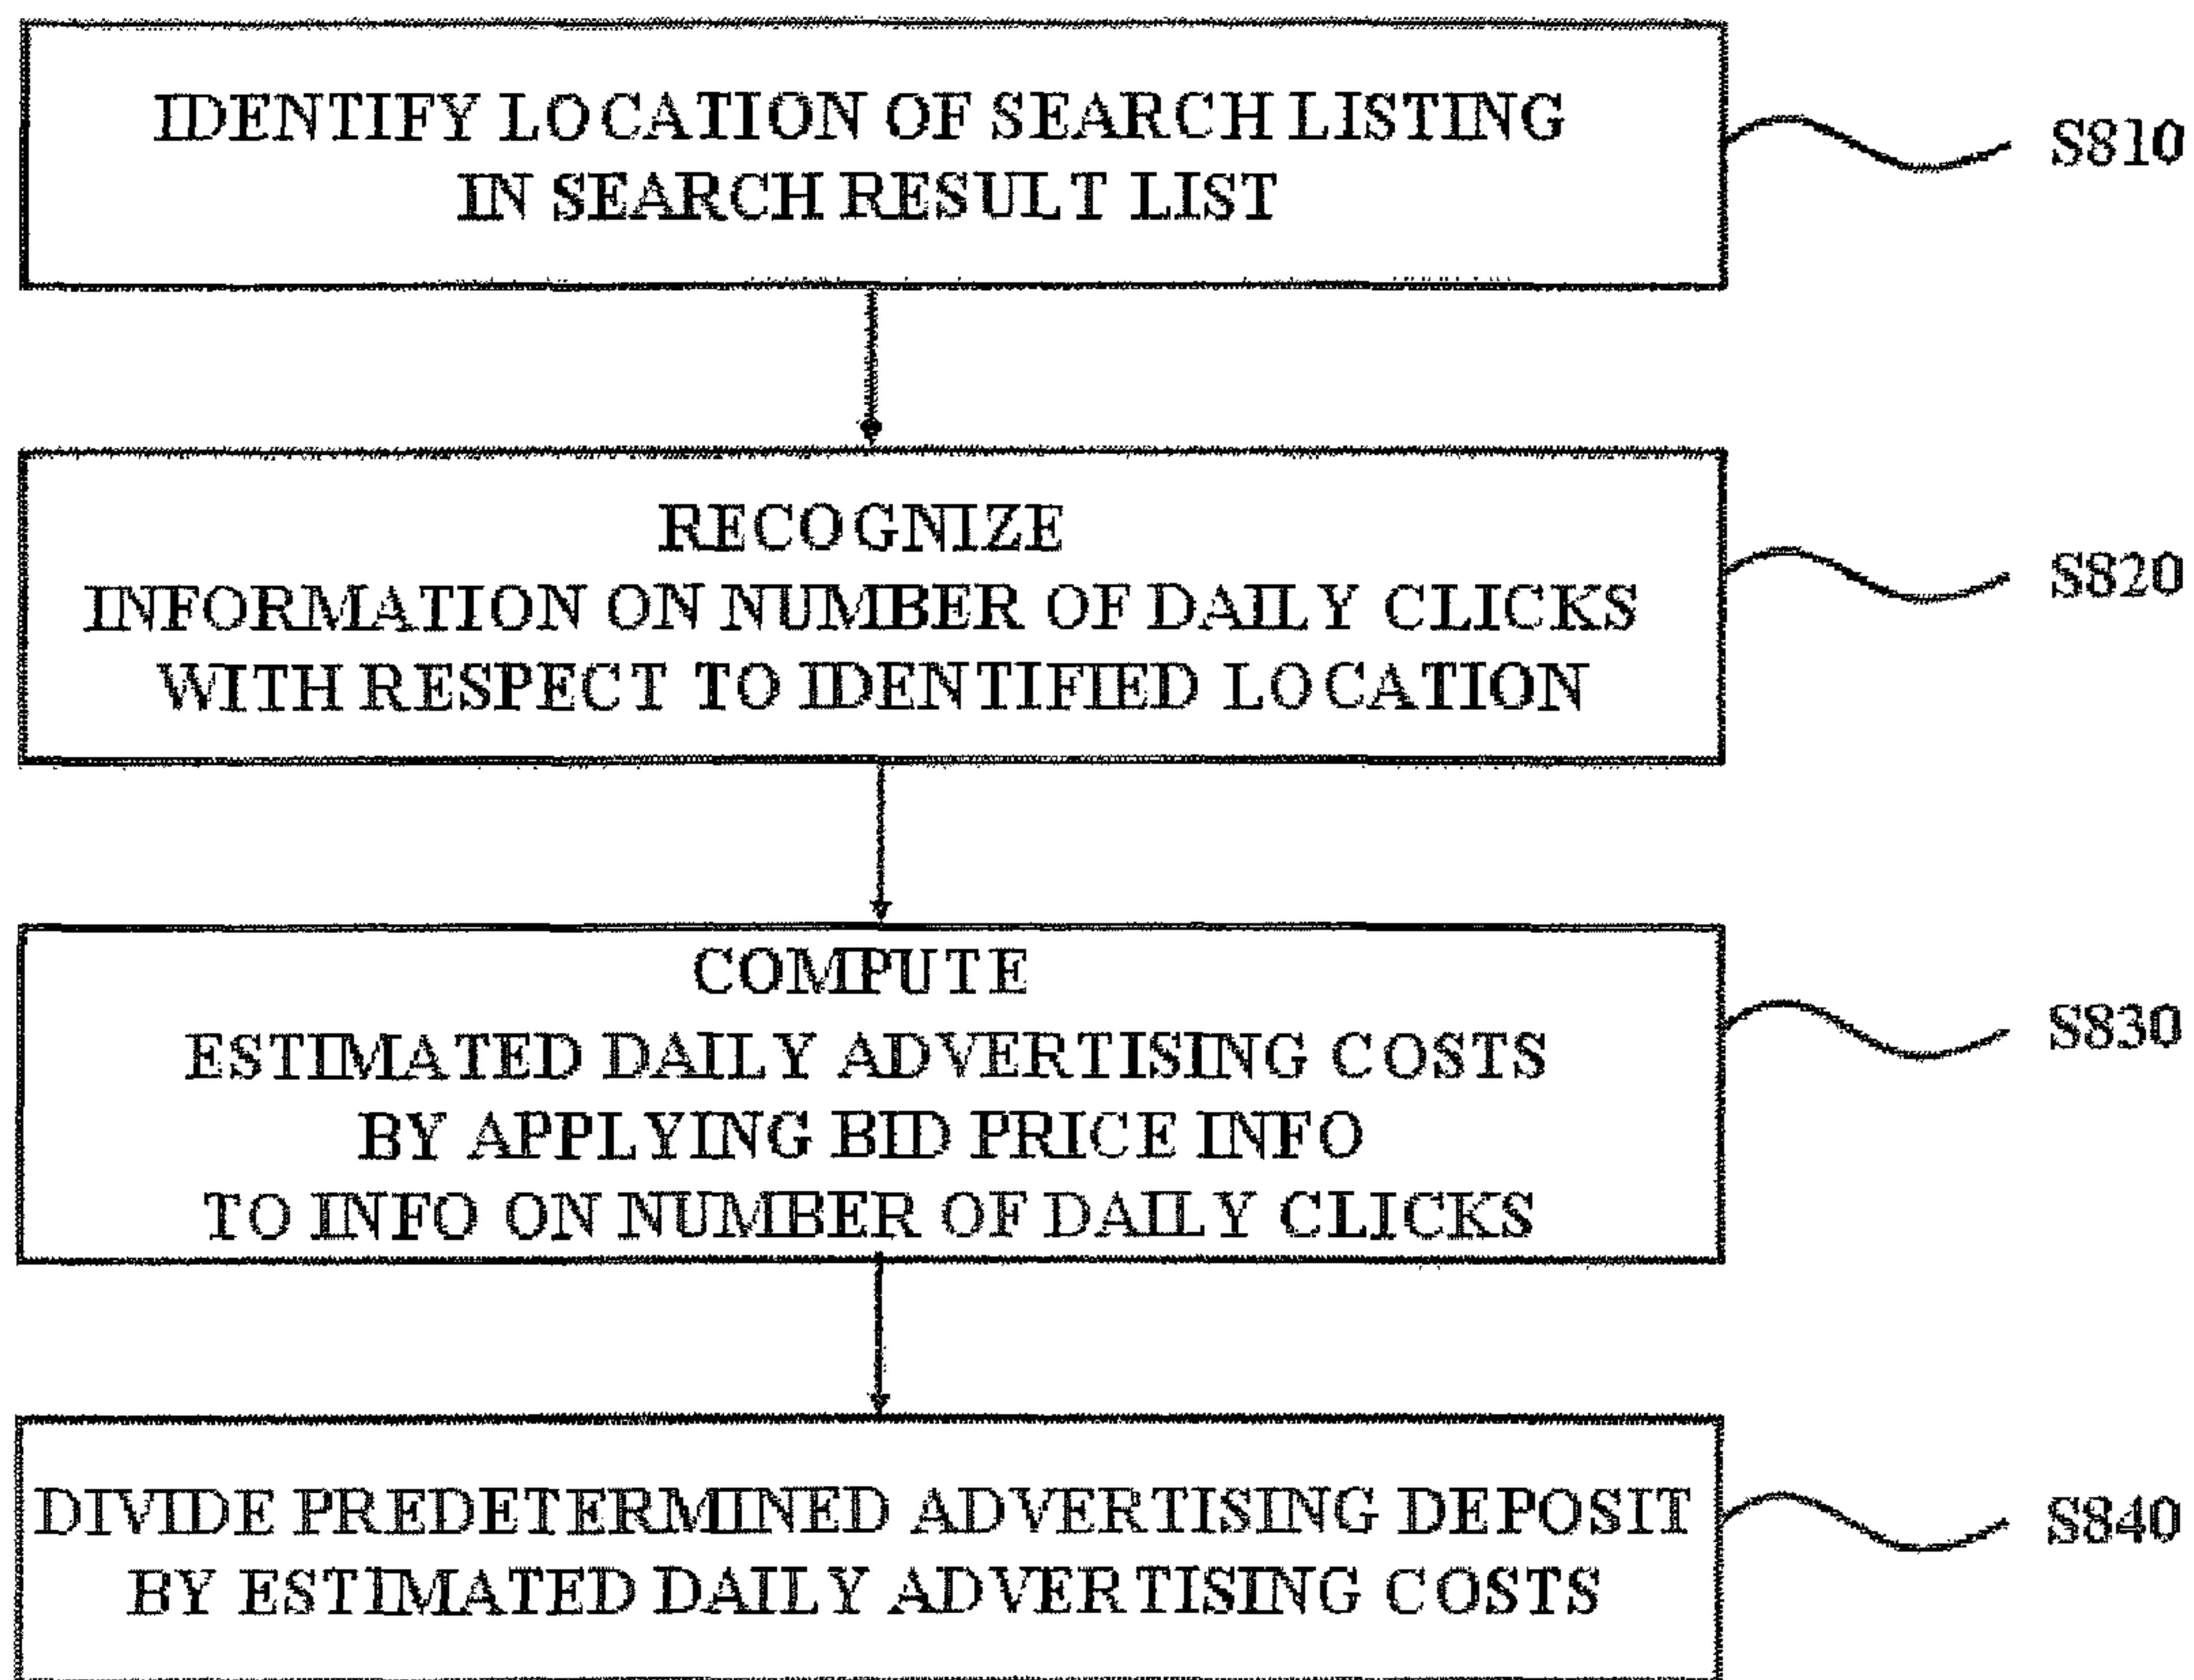 IDENTIFY LOCATION OF SEARCH LISTING
IN SEARCH RESULT LIST
S810
RECOGNIZE
INFORMATION ON NUMBER OF DAILY CLICKS
WITH RESPECT TO IDENTIFIED LOCATION
S820
COMPUTE
ESTIMATED DAILY ADVERTISING COSTS
BY APPLYING BID PRICE INFO
TO INFO ON NUMBER OF DAILY CLICKS
S830
DIVIDE PREDETERMINED ADVERTISING DEPOSIT
BY ESTIMATED DAILY ADVERTISING COSTS
S840